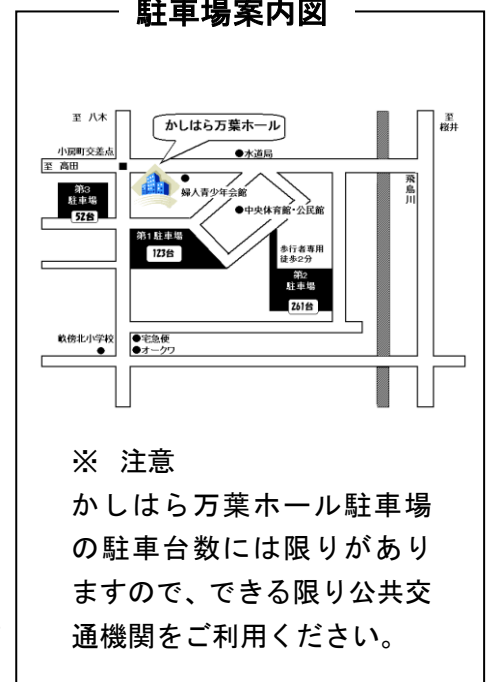 駐車場案内図
至 八木
かしはら万葉ホール
至
桜井
小房町交差点
●水道局
至 高田
第3
駐車場
52台
婦人青少年会館
飛鳥川
●中央体育館・公民館
第1駐車場
123台
歩行者専用
徒歩2分
第2
駐車場
261台
畝傍北小学校
●宅急便
●オークワ
※ 注意
かしはら万葉ホール駐車場
の駐車台数には限りがあり
ますので、できる限り公共交
通機関をご利用ください。